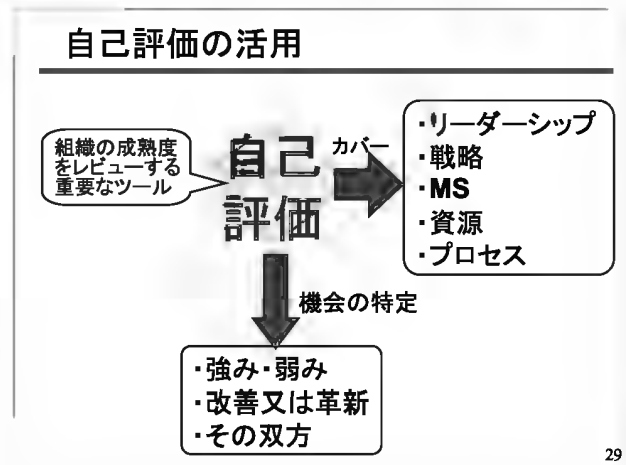 自己評価の活用
組織の成熟度
をレビューする
重要なツール
自己
評価
カバー
・リーダーシップ
・戦略
・MS
・資源
・プロセス
機会の特定
・強み・弱み
・改善又は革新
・その双方
29